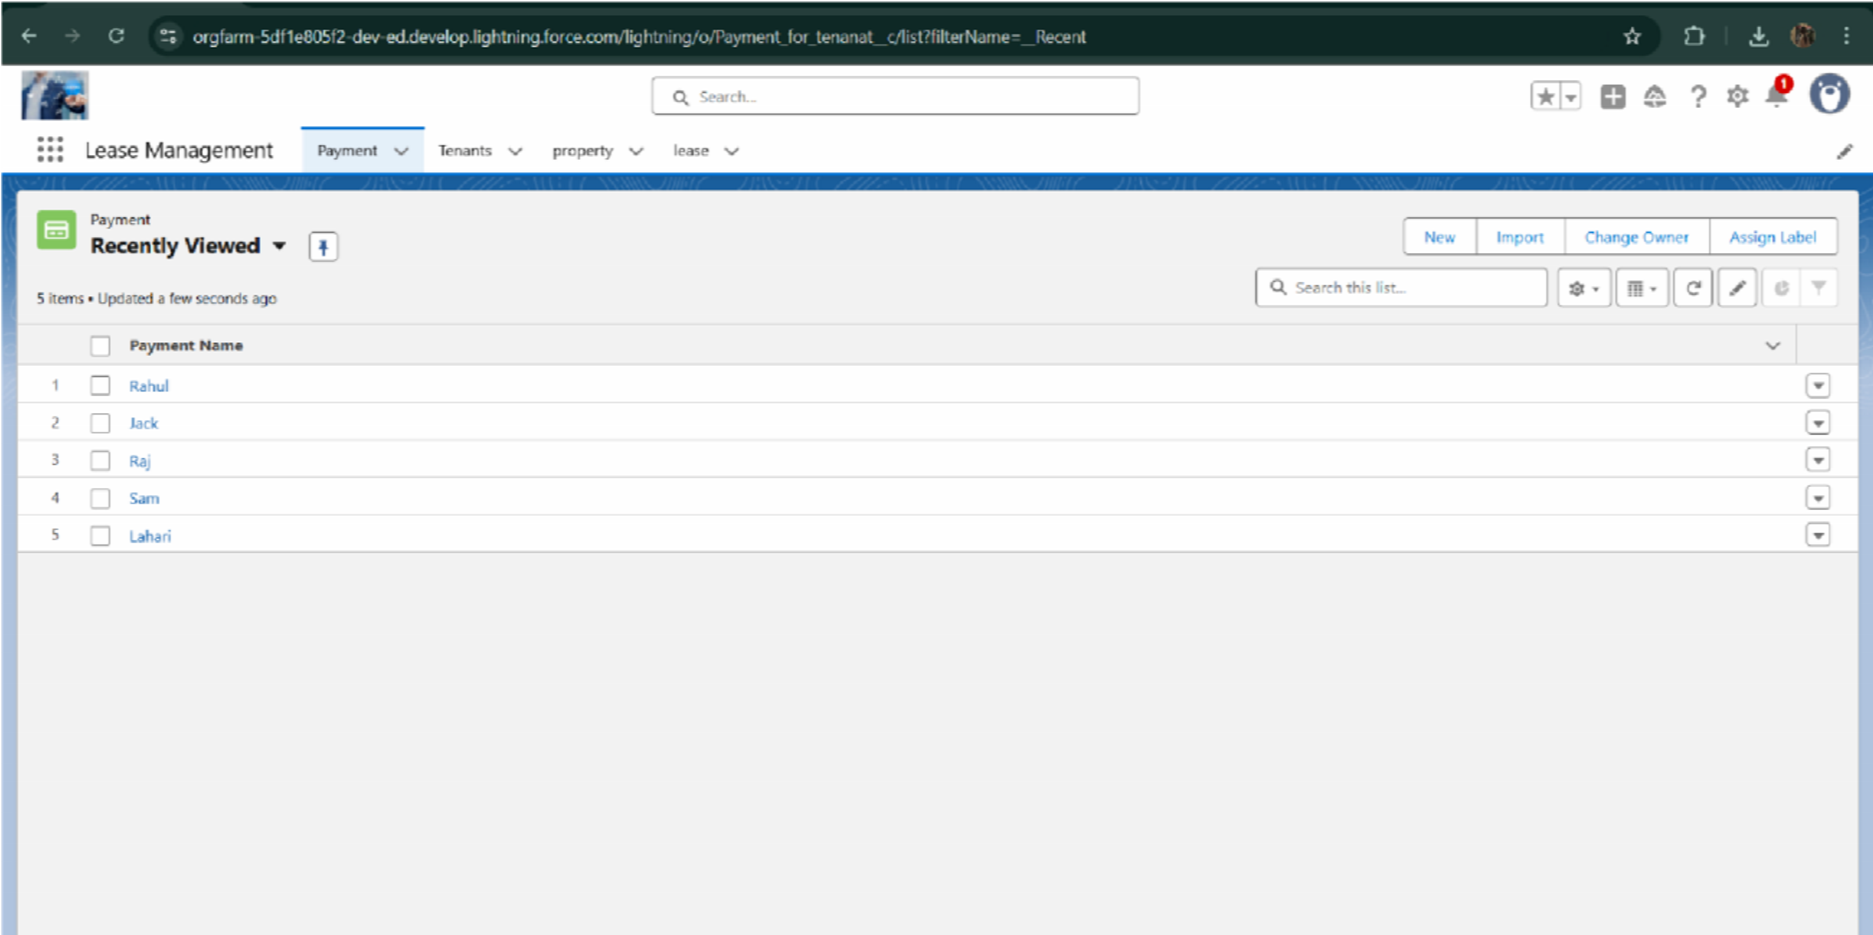 orgfarm-5df1e805f2-dev-ed.develop.lightning.force.com/lightning/o/Payment_for_tenanat__c/list?filterName=__Recent
Search...
1
Lease Management Payment Tenants property lease
Payment
Recently Viewed
New Import Change Owner Assign Label
5 items • Updated a few seconds ago
Search this list...
Payment Name
1 Rahul
2 Jack
3 Raj
4 Sam
5 Lahari